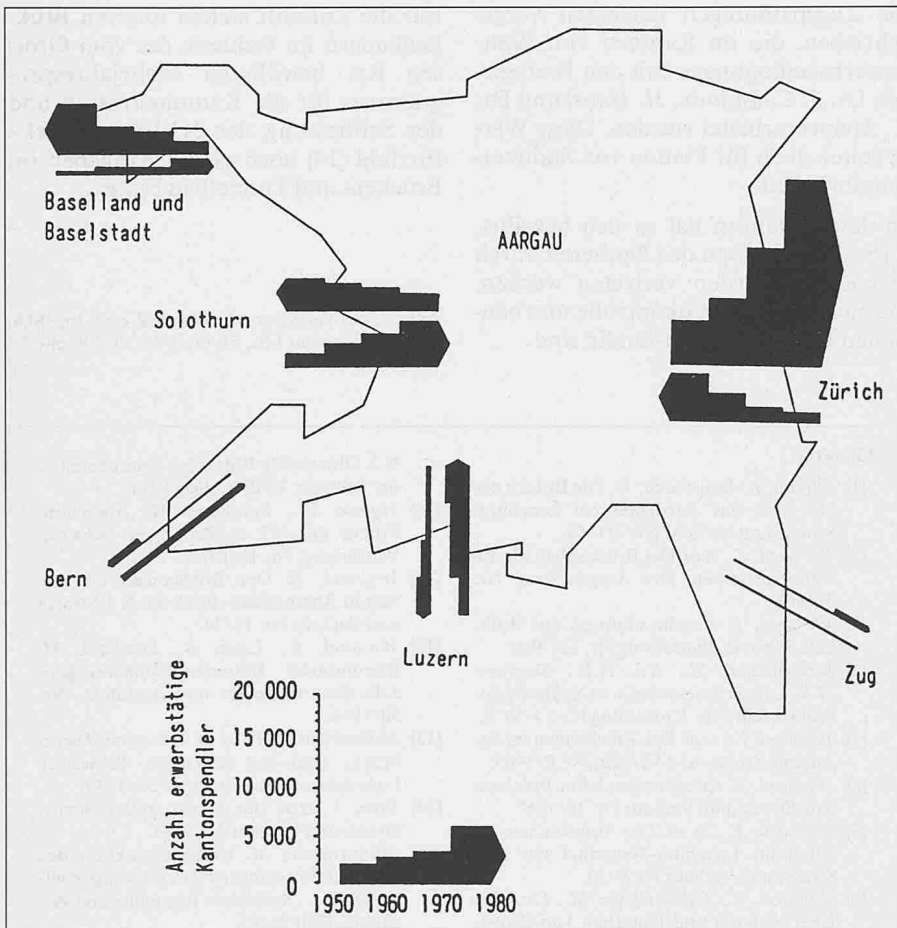 Baselland und
Baselstadt
AARGAU
Solothurn
Zürich
Bern
Luzern
Zug
Anzahl erwerbstätige
Kantonspendler
20 000
15 000
10 000
5 000
0
1950 1960 1970 1980